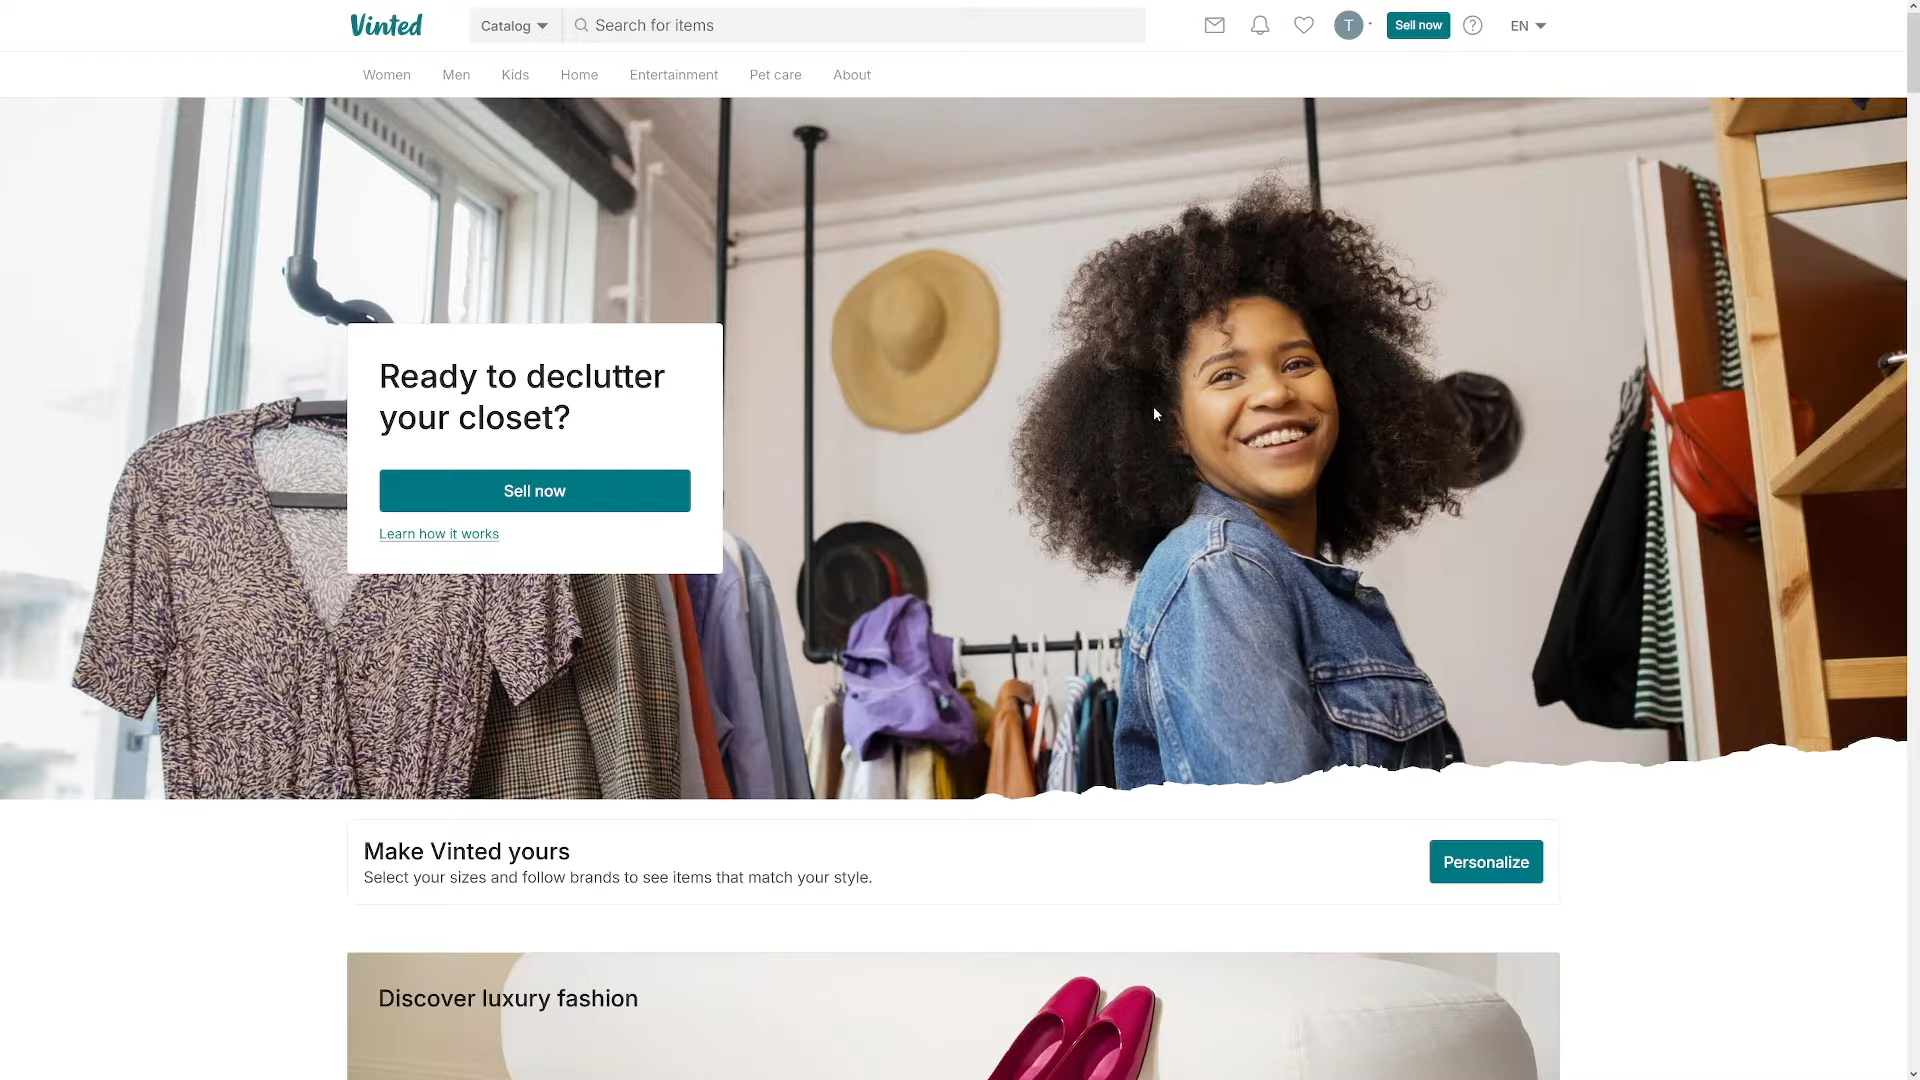 Vinted
Catalog
Search for items
T
Sell now
?
EN
Women
Men
Kids
Home
Entertainment
Pet care
About
Ready to declutter
your closet?
Sell now
Learn how it works
Make Vinted yours
Select your sizes and follow brands to see items that match your style.
Personalize
Discover luxury fashion